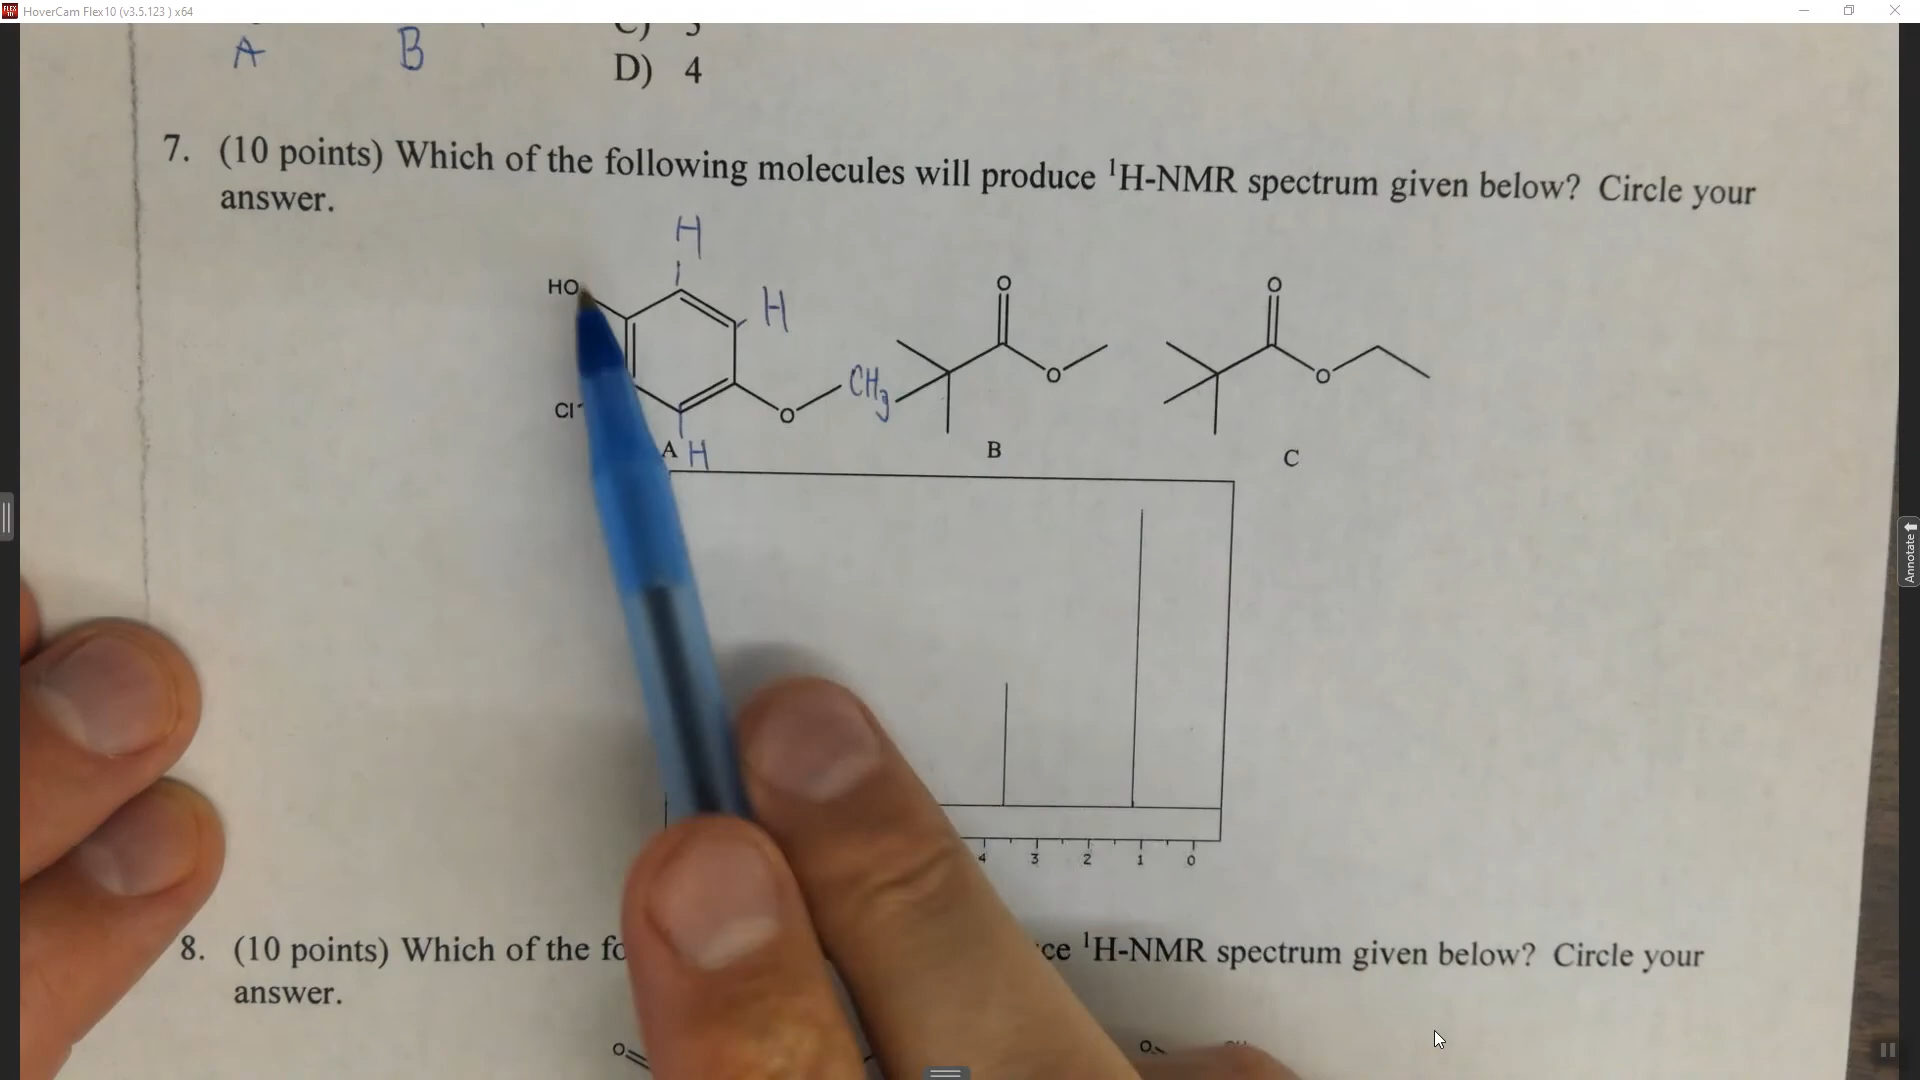 HoverCam Flex10 (v3.5.123 ) x64
A B
D) 4
7. (10 points) Which of the following molecules will produce ¹H-NMR spectrum given below? Circle your
answer.
H
HO H O O
CH₃ O O
Cl O
A H B C
4 3 2 1 0
8. (10 points) Which of the ¹H-NMR spectrum given below? Circle your
answer.
O O
Annotate